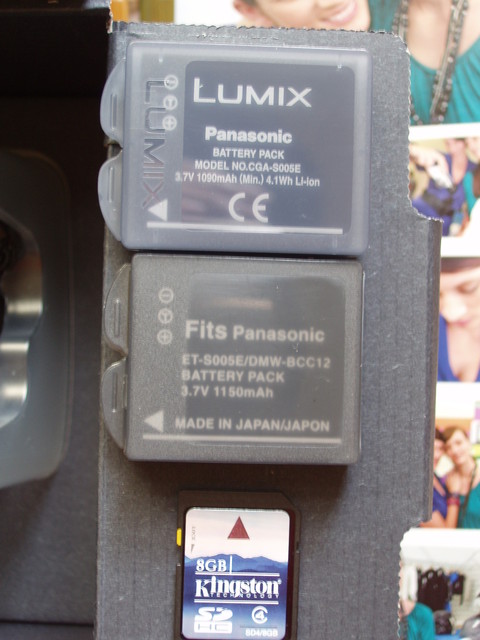 LUMIX
LUMIX
Panasonic
BATTERY PACK
MODEL NO.CGA-S005E
3.7V 1090mAh (Min.) 4.1Wh Li-ion
CE
Fits Panasonic
ET-S005E/DMW-BCC12
BATTERY PACK
3.7V 1150mAh
MADE IN JAPAN/JAPON
8GB
Kingston
TECHNOLOGY
SDHC
4
SD4/8GB